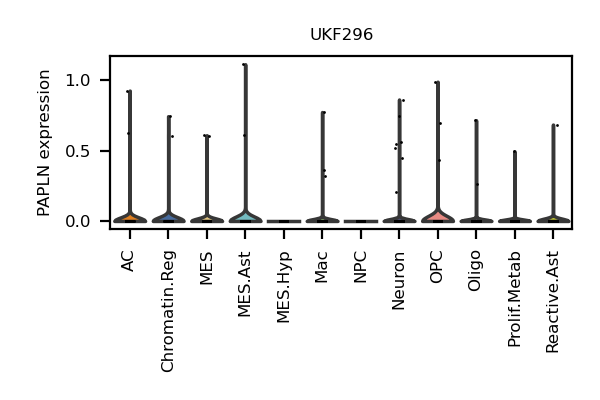 UKF296
PAPLN expression
1.0
0.5
0.0
AC
Chromatin.Reg
MES
MES.Ast
MES.Hyp
Mac
NPC
Neuron
OPC
Oligo
Prolif.Metab
Reactive.Ast